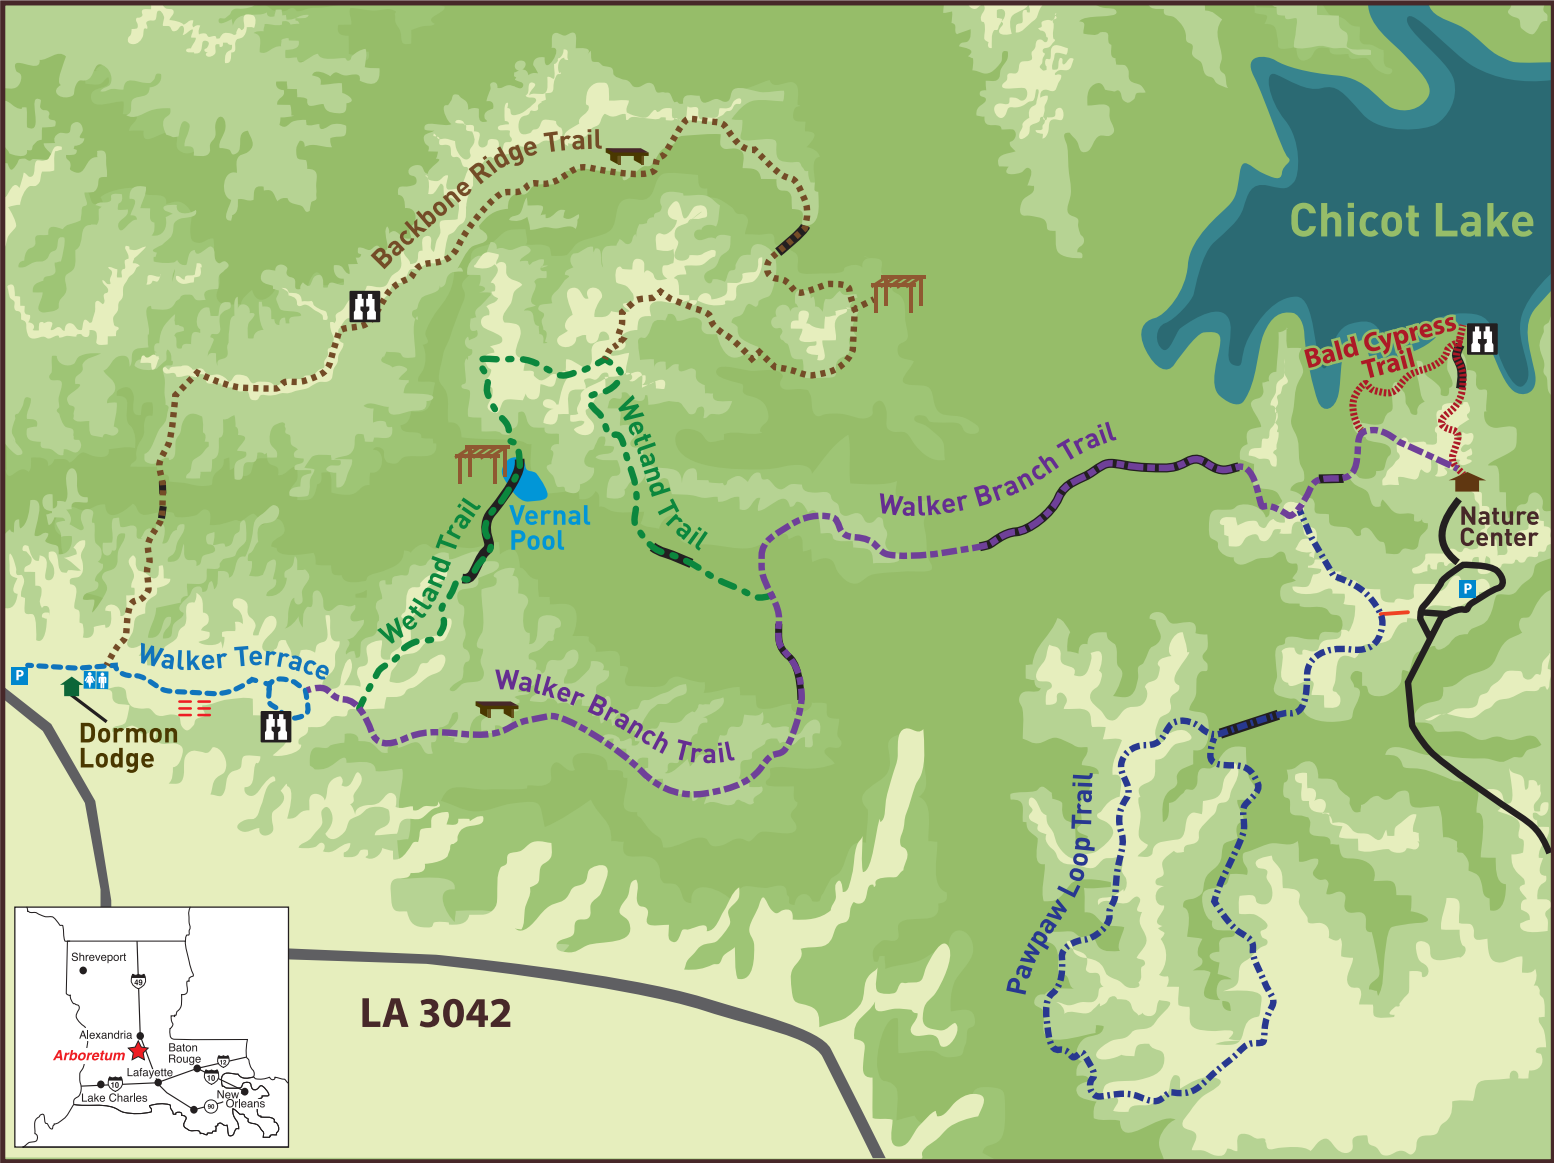 Backbone Ridge Trail
Chicot Lake
Bald Cypress
Trail
Wetland Trail
Walker Branch Trail
Vernal
Pool
Wetland Trail
Nature
Center
P
Walker Terrace
P
Walker Branch Trail
Dormon
Lodge
Pawpaw Loop Trail
LA 3042
Shreveport
49
Alexandria
Arboretum
Baton
Rouge
12
Lafayette
10
10
Lake Charles
New
Orleans
90